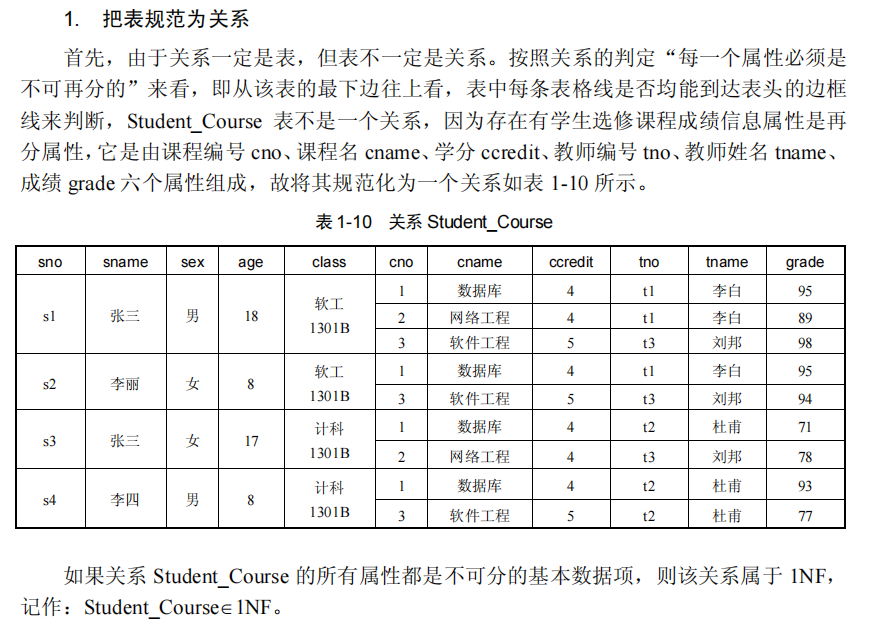 1. 把表规范为关系
首先，由于关系一定是表，但表不一定是关系。按照关系的判定“每一个属性必须是
不可再分的”来看，即从该表的最下边往上看，表中每条表格线是否均能到达表头的边框
线来判断，Student_Course 表不是一个关系，因为存在有学生选修课程成绩信息属性是再
分属性，它是由课程编号 cno、课程名 cname、学分 ccredit、教师编号 tno、教师姓名 tname、
成绩 grade 六个属性组成，故将其规范化为一个关系如表 1-10 所示。
表 1-10 关系 Student_Course
sno sname sex age class cno cname ccredit tno tname grade
s1 张三 男 18 软工 1301B 1 数据库 4 t1 李白 95
2 网络工程 4 t1 李白 89
3 软件工程 5 t3 刘邦 98
s2 李丽 女 8 软工 1301B 1 数据库 4 t1 李白 95
3 软件工程 5 t3 刘邦 94
s3 张三 女 17 计科 1301B 1 数据库 4 t2 杜甫 71
2 网络工程 4 t3 刘邦 78
s4 李四 男 8 计科 1301B 1 数据库 4 t2 杜甫 93
3 软件工程 5 t2 杜甫 77
如果关系 Student_Course 的所有属性都是不可分的基本数据项，则该关系属于 1NF，
记作：Student_Course∈1NF。